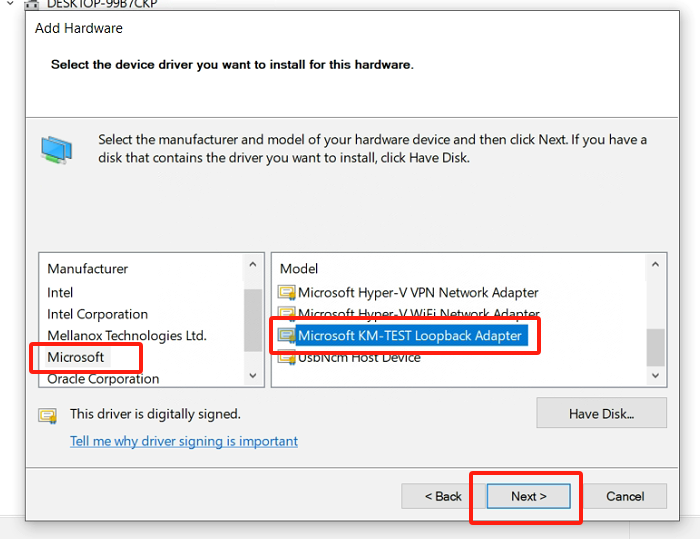 DESKTOP-99B7CKP
Add Hardware
Select the device driver you want to install for this hardware.
Select the manufacturer and model of your hardware device and then click Next. If you have a
disk that contains the driver you want to install, click Have Disk.
Manufacturer
Intel
Intel Corporation
Mellanox Technologies Ltd.
Microsoft
Oracle Corporation
Model
Microsoft Hyper-V VPN Network Adapter
Microsoft Hyper-V WiFi Network Adapter
Microsoft KM-TEST Loopback Adapter
UsbNcm Host Device
This driver is digitally signed.
Tell me why driver signing is important
Have Disk...
< Back
Next >
Cancel